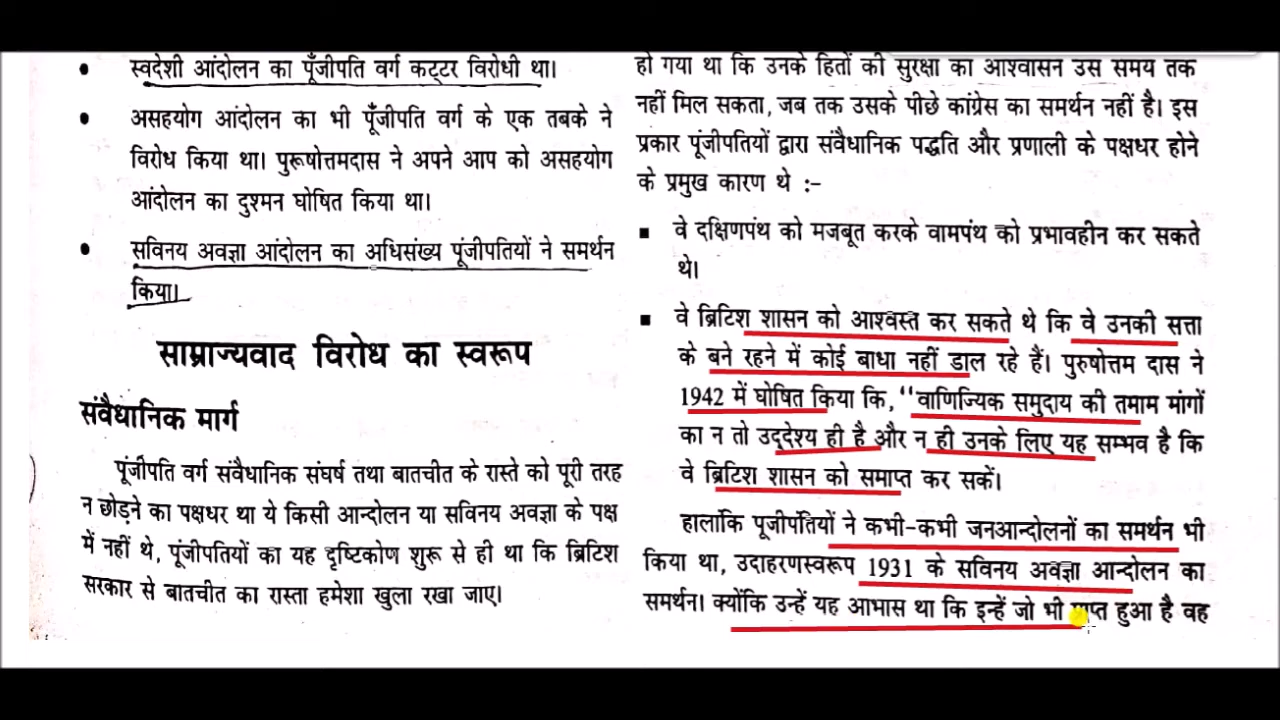 स्वदेशी आंदोलन का पूँजीपति वर्ग कट्टर विरोधी था।
असहयोग आंदोलन का भी पूँजीपति वर्ग के एक तबके ने
विरोध किया था। पुरूषोत्तमदास ने अपने आप को असहयोग
आंदोलन का दुश्मन घोषित किया था।
सविनय अवज्ञा आंदोलन का अधिसंख्य पूंजीपतियों ने समर्थन
किया।
साम्राज्यवाद विरोध का स्वरूप
संवैधानिक मार्ग
पूंजीपति वर्ग संवैधानिक संघर्ष तथा बातचीत के रास्ते को पूरी तरह
न छोड़ने का पक्षधर था ये किसी आन्दोलन या सविनय अवज्ञा के पक्ष
में नहीं थे, पूंजीपतियों का यह दृष्टिकोण शुरू से ही था कि ब्रिटिश
सरकार से बातचीत का रास्ता हमेशा खुला रखा जाए।
हो गया था कि उनके हितों की सुरक्षा का आश्वासन उस समय तक
नहीं मिल सकता, जब तक उसके पीछे कांग्रेस का समर्थन नहीं है। इस
प्रकार पूंजीपतियों द्वारा संवैधानिक पद्धति और प्रणाली के पक्षधर होने
के प्रमुख कारण थे :-
वे दक्षिणपंथ को मजबूत करके वामपंथ को प्रभावहीन कर सकते
थे।
वे ब्रिटिश शासन को आश्वस्त कर सकते थे कि वे उनकी सत्ता
के बने रहने में कोई बाधा नहीं डाल रहे हैं। पुरुषोत्तम दास ने
1942 में घोषित किया कि, "वाणिज्यिक समुदाय की तमाम मांगों
का न तो उद्देश्य ही है और न ही उनके लिए यह सम्भव है कि
वे ब्रिटिश शासन को समाप्त कर सकें।
हालांकि पूजीपतियों ने कभी-कभी जनआन्दोलनों का समर्थन भी
किया था, उदाहरणस्वरूप 1931 के सविनय अवज्ञा आन्दोलन का
समर्थन। क्योंकि उन्हें यह आभास था कि इन्हें जो भी प्राप्त हुआ है वह